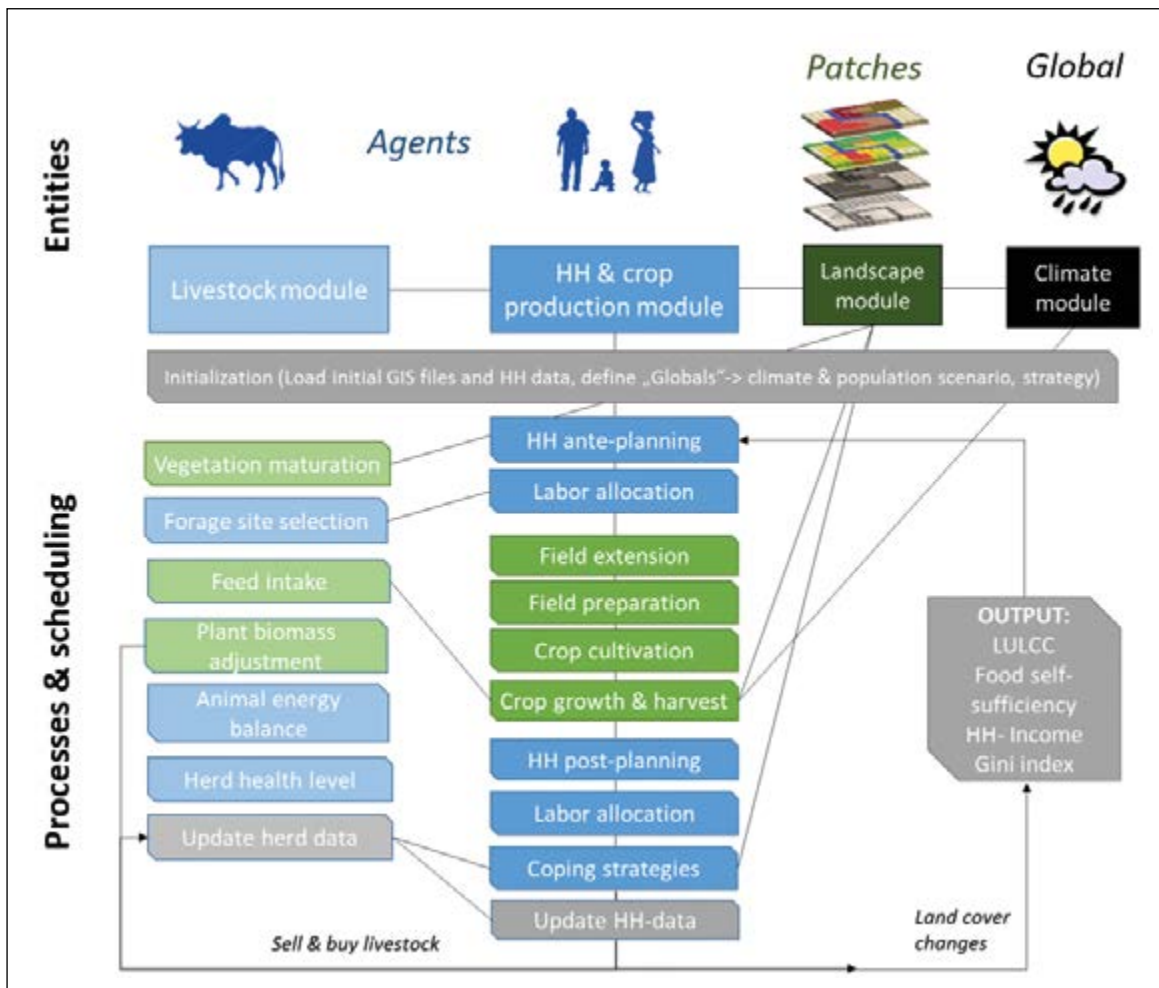 Patches
Global
Agents
Entities
Livestock module
HH & crop
production module
Landscape
module
Climate
module
Initialization (Load initial GIS files and HH data, define „Globals“-> climate & population scenario, strategy)
Processes & scheduling
Vegetation maturation
Forage site selection
Feed intake
Plant biomass
adjustment
Animal energy
balance
Herd health level
Update herd data
HH ante-planning
Labor allocation
Field extension
Field preparation
Crop cultivation
Crop growth & harvest
HH post-planning
Labor allocation
Coping strategies
Update HH-data
OUTPUT:
LULCC
Food self-
sufficiency
HH- Income
Gini index
Sell & buy livestock
Land cover
changes